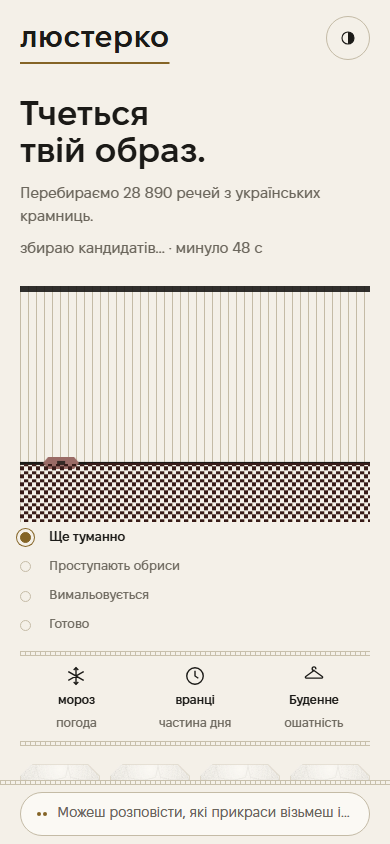 люстерко
Тчеться
твій образ.
Перебираємо 28 890 речей з українських
крамниць.
збираю кандидатів… · минуло 48 с
Ще туманно
Проступають обриси
Вимальовується
Готово
мороз
вранці
Буденне
погода
частина дня
ошатність
Можеш розповісти, які прикраси візьмеш і…